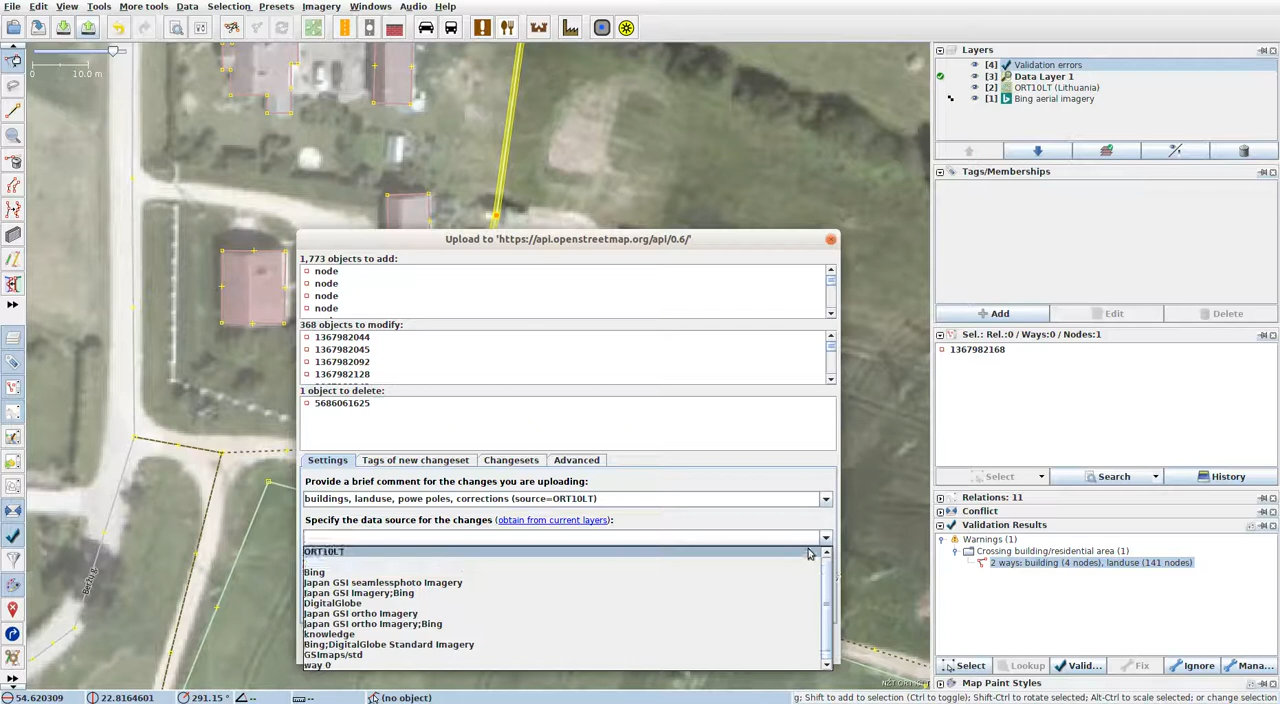 File Edit View Tools More tools Data Selection Presets Imagery Windows Audio Help
10.0 m
Layers
[4] Validation errors
[3] Data Layer 1
[2] ORT10LT (Lithuania)
[1] Bing aerial imagery
Tags/Memberships
Add Edit Delete
Sel.: Rel.:0 / Ways:0 / Nodes:1
1367982168
Select Search History
Relations: 11
Conflict
Validation Results
Warnings (1)
Crossing building/residential area (1)
2 ways: building (4 nodes), landuse (141 nodes)
Select Lookup Valid... Fix Ignore Mana...
Map Paint Styles
Upload to 'https://api.openstreetmap.org/api/0.6/'
1,773 objects to add:
node
node
node
node
368 objects to modify:
1367982044
1367982045
1367982092
1367982128
1 object to delete:
5686061625
Settings Tags of new changeset Changesets Advanced
Provide a brief comment for the changes you are uploading:
buildings, landuse, powe poles, corrections (source=ORT10LT)
Specify the data source for the changes (obtain from current layers):
ORT10LT
Bing
Japan GSI seamlessphoto Imagery
Japan GSI Imagery;Bing
DigitalGlobe
Japan GSI ortho Imagery
Japan GSI ortho Imagery;Bing
knowledge
Bing;DigitalGlobe Standard Imagery
GSImaps/std
way 0
54.620309 22.8164601 291.15 ° -- --- (no object)
g; Shift to add to selection (Ctrl to toggle); Shift-Ctrl to rotate selected; Alt-Ctrl to scale selected; or change selection